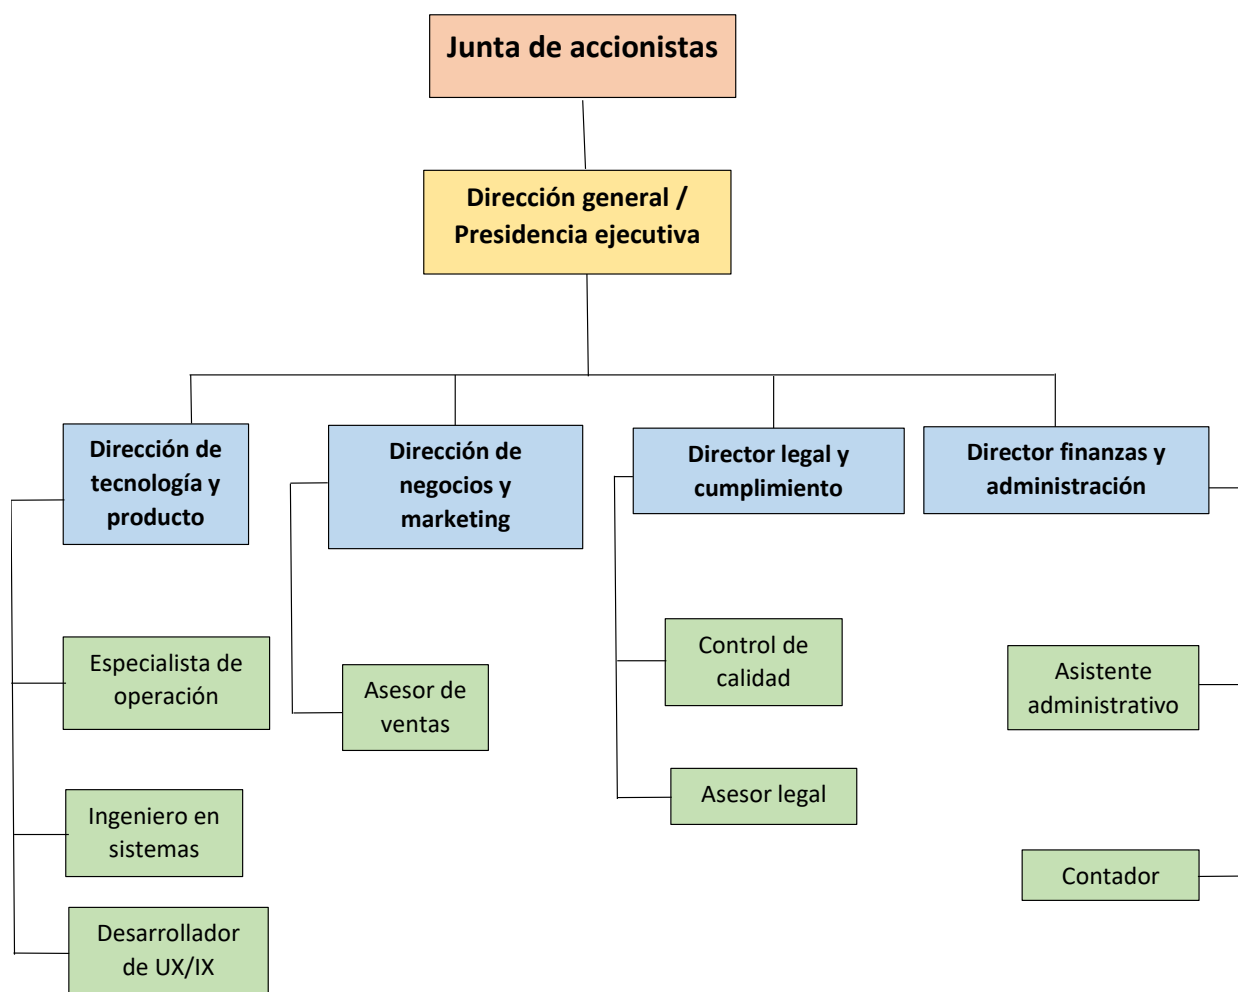 Junta de accionistas
Dirección general /
Presidencia ejecutiva
Dirección de
tecnología y
producto
Dirección de
negocios y
marketing
Director legal y
cumplimiento
Director finanzas y
administración
Especialista de
operación
Asesor de
ventas
Control de
calidad
Asistente
administrativo
Ingeniero en
sistemas
Asesor legal
Contador
Desarrollador
de UX/IX